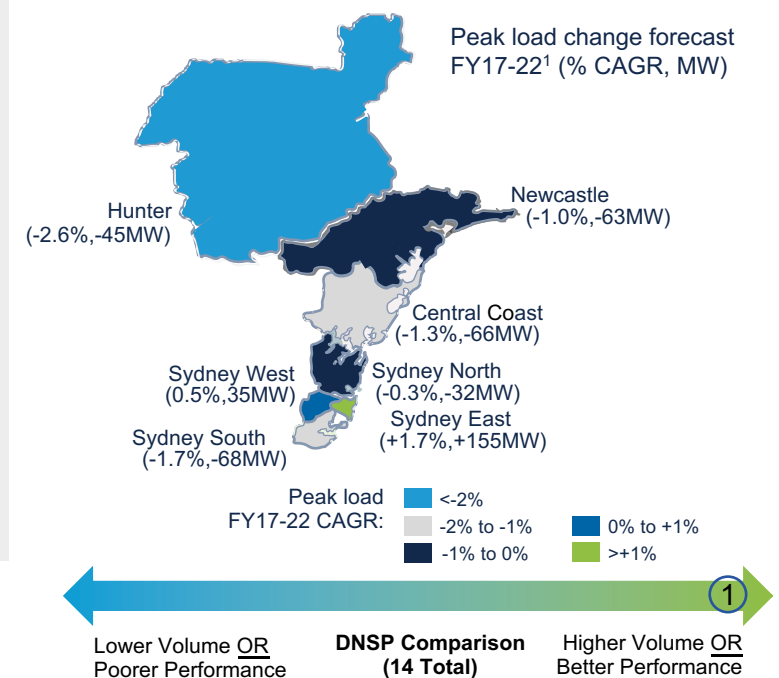 Peak load change forecast
FY17-22¹ (% CAGR, MW)
Hunter
(-2.6%,-45MW)
Newcastle
(-1.0%,-63MW)
Central Coast
(-1.3%,-66MW)
Sydney West
(0.5%,35MW)
Sydney North
(-0.3%,-32MW)
Sydney East
(+1.7%,+155MW)
Sydney South
(-1.7%,-68MW)
Peak load
FY17-22 CAGR:
<-2%
-2% to -1%
-1% to 0%
0% to +1%
>+1%
1
Lower Volume OR
Poorer Performance
DNSP Comparison
(14 Total)
Higher Volume OR
Better Performance